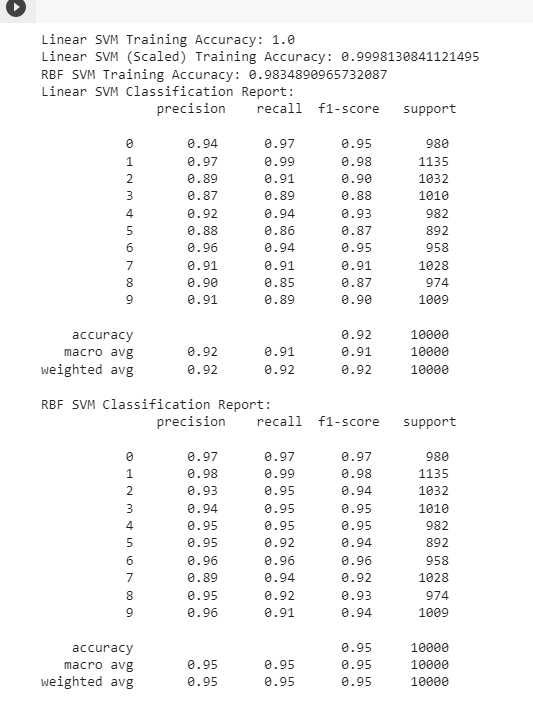 Linear SVM Training Accuracy: 1.0
Linear SVM (Scaled) Training Accuracy: 0.9998130841121495
RBF SVM Training Accuracy: 0.9834890965732087
Linear SVM Classification Report:
precision recall f1-score support
0 0.94 0.97 0.95 980
1 0.97 0.99 0.98 1135
2 0.89 0.91 0.90 1032
3 0.87 0.89 0.88 1010
4 0.92 0.94 0.93 982
5 0.88 0.86 0.87 892
6 0.96 0.94 0.95 958
7 0.91 0.91 0.91 1028
8 0.90 0.85 0.87 974
9 0.91 0.89 0.90 1009
accuracy 0.92 10000
macro avg 0.92 0.91 0.91 10000
weighted avg 0.92 0.92 0.92 10000
RBF SVM Classification Report:
precision recall f1-score support
0 0.97 0.97 0.97 980
1 0.98 0.99 0.98 1135
2 0.93 0.95 0.94 1032
3 0.94 0.95 0.95 1010
4 0.95 0.95 0.95 982
5 0.95 0.92 0.94 892
6 0.96 0.96 0.96 958
7 0.89 0.94 0.92 1028
8 0.95 0.92 0.93 974
9 0.96 0.91 0.94 1009
accuracy 0.95 10000
macro avg 0.95 0.95 0.95 10000
weighted avg 0.95 0.95 0.95 10000